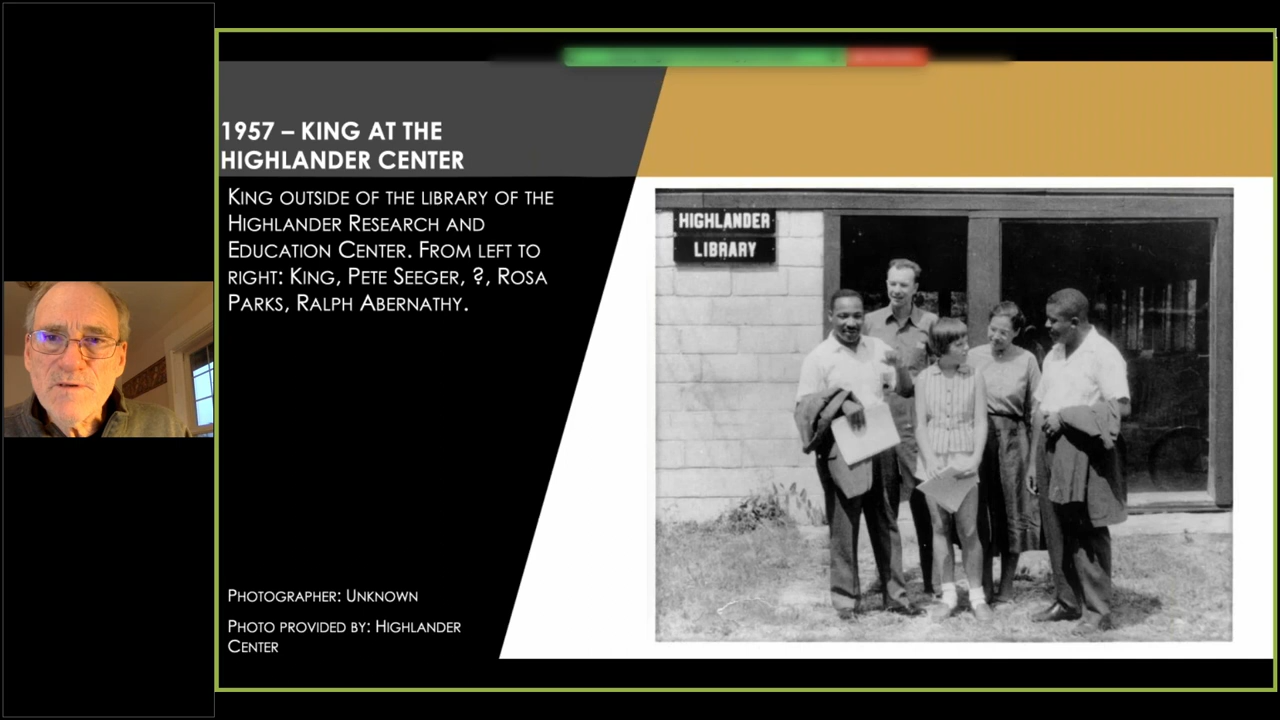 1957 – KING AT THE
HIGHLANDER CENTER
KING OUTSIDE OF THE LIBRARY OF THE
HIGHLANDER RESEARCH AND
EDUCATION CENTER. FROM LEFT TO
RIGHT: KING, PETE SEEGER, ?, ROSA
PARKS, RALPH ABERNATHY.
PHOTOGRAPHER: UNKNOWN
PHOTO PROVIDED BY: HIGHLANDER
CENTER
HIGHLANDER
LIBRARY